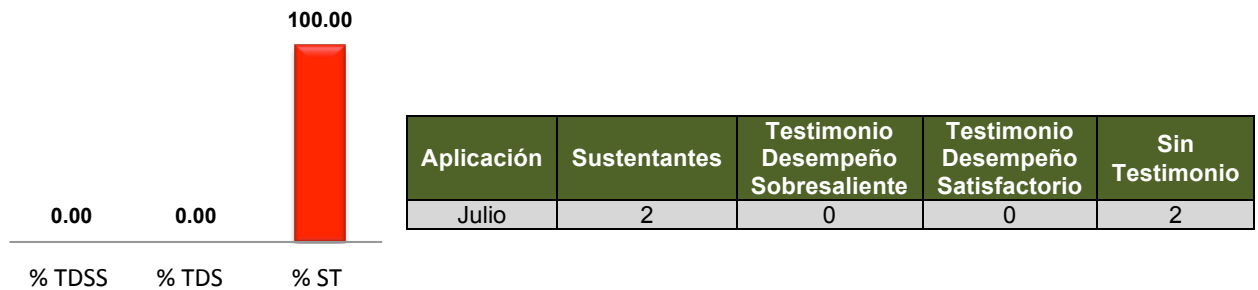 100.00
0.00 0.00
% TDSS % TDS % ST
Aplicación Sustentantes Testimonio Desempeño Sobresaliente Testimonio Desempeño Satisfactorio Sin Testimonio
Julio 2 0 0 2